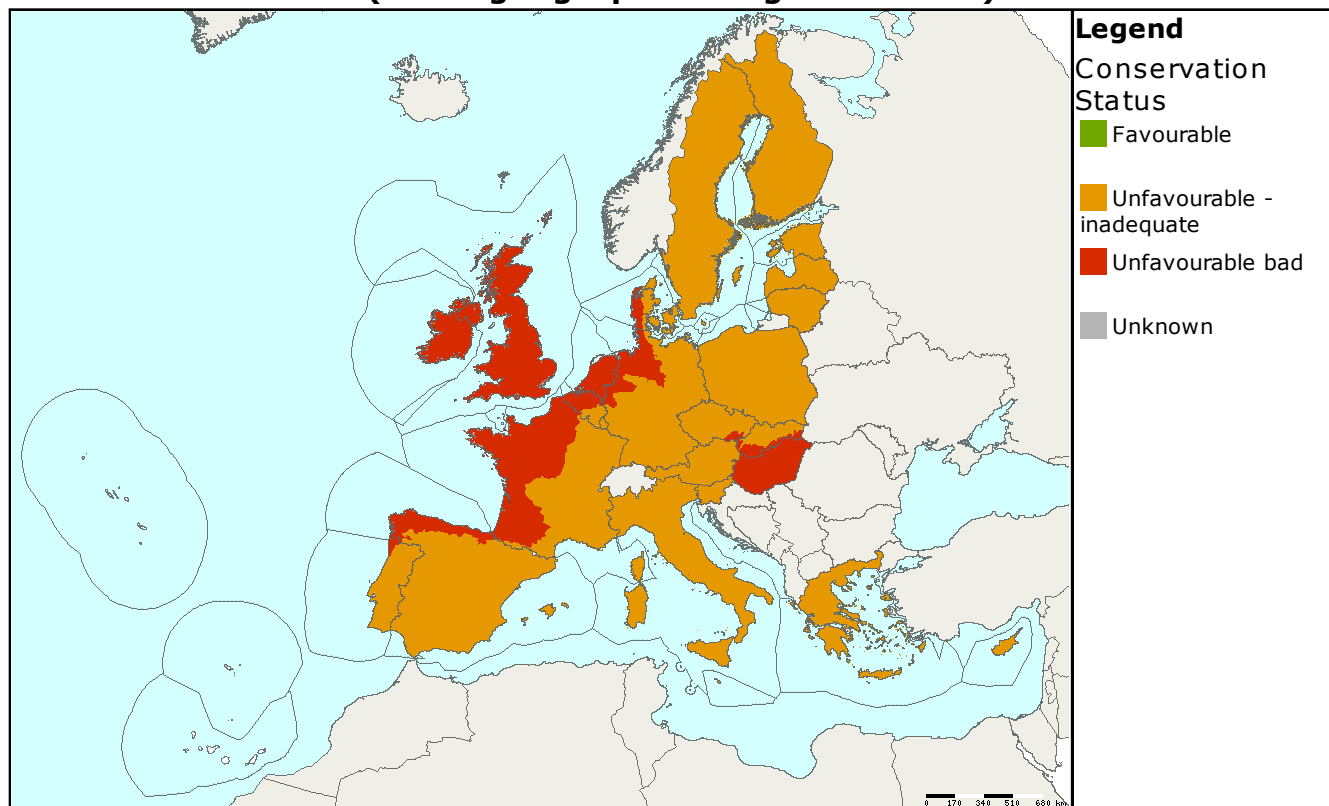 Legend
Conservation
Status
Favourable
Unfavourable -
inadequate
Unfavourable bad
Unknown
0 170 340 510 680 km